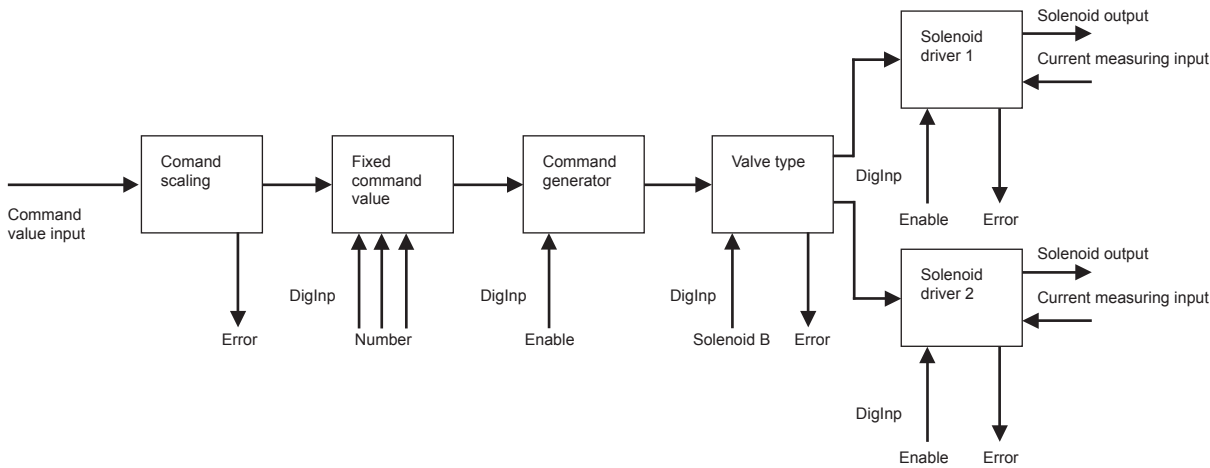 Solenoid output
Solenoid
driver 1
Current measuring input
Comand
scaling
Fixed
command
value
Command
generator
Valve type
DigInp
Command
value input
Enable
Error
Solenoid output
Solenoid
driver 2
DigInp
DigInp
DigInp
Current measuring input
Error
Number
Enable
Solenoid B
Error
DigInp
Enable
Error